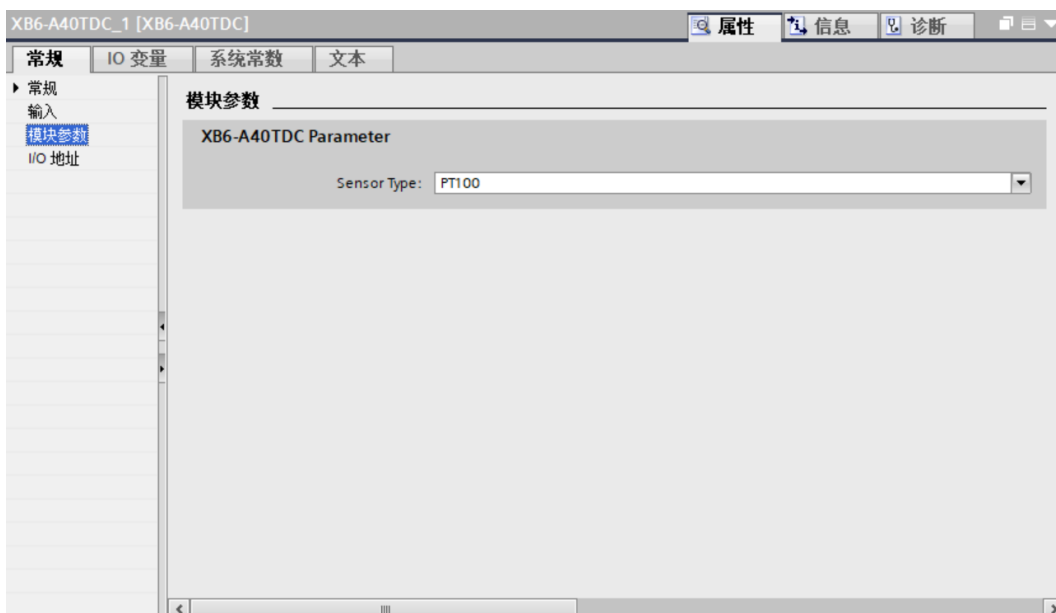 XB6-A40TDC_1 [XB6-A40TDC]
属性
信息
诊断
常规
IO 变量
系统常数
文本
常规
输入
模块参数
I/O 地址
模块参数
XB6-A40TDC Parameter
Sensor Type: PT100